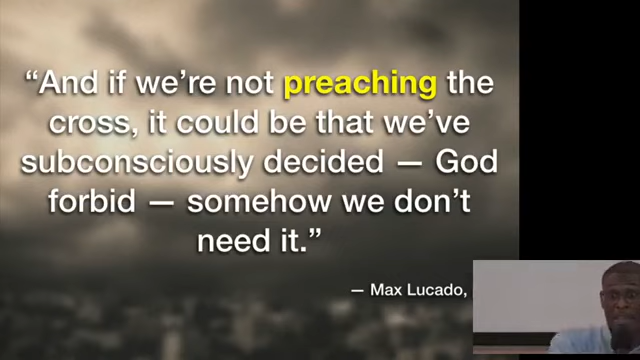 “And if we’re not preaching the
cross, it could be that we’ve
subconsciously decided — God
forbid — somehow we don’t
need it.”
— Max Lucado,